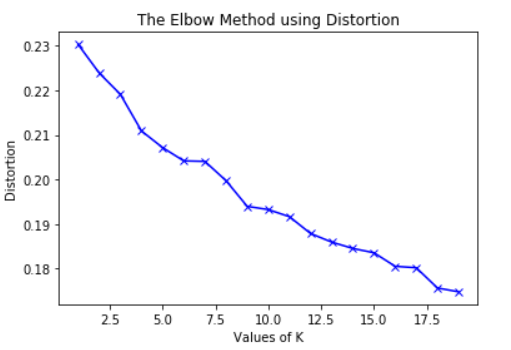 The Elbow Method using Distortion
0.23
0.22
0.21
0.20
0.19
0.18
Distortion
2.5 5.0 7.5 10.0 12.5 15.0 17.5
Values of K